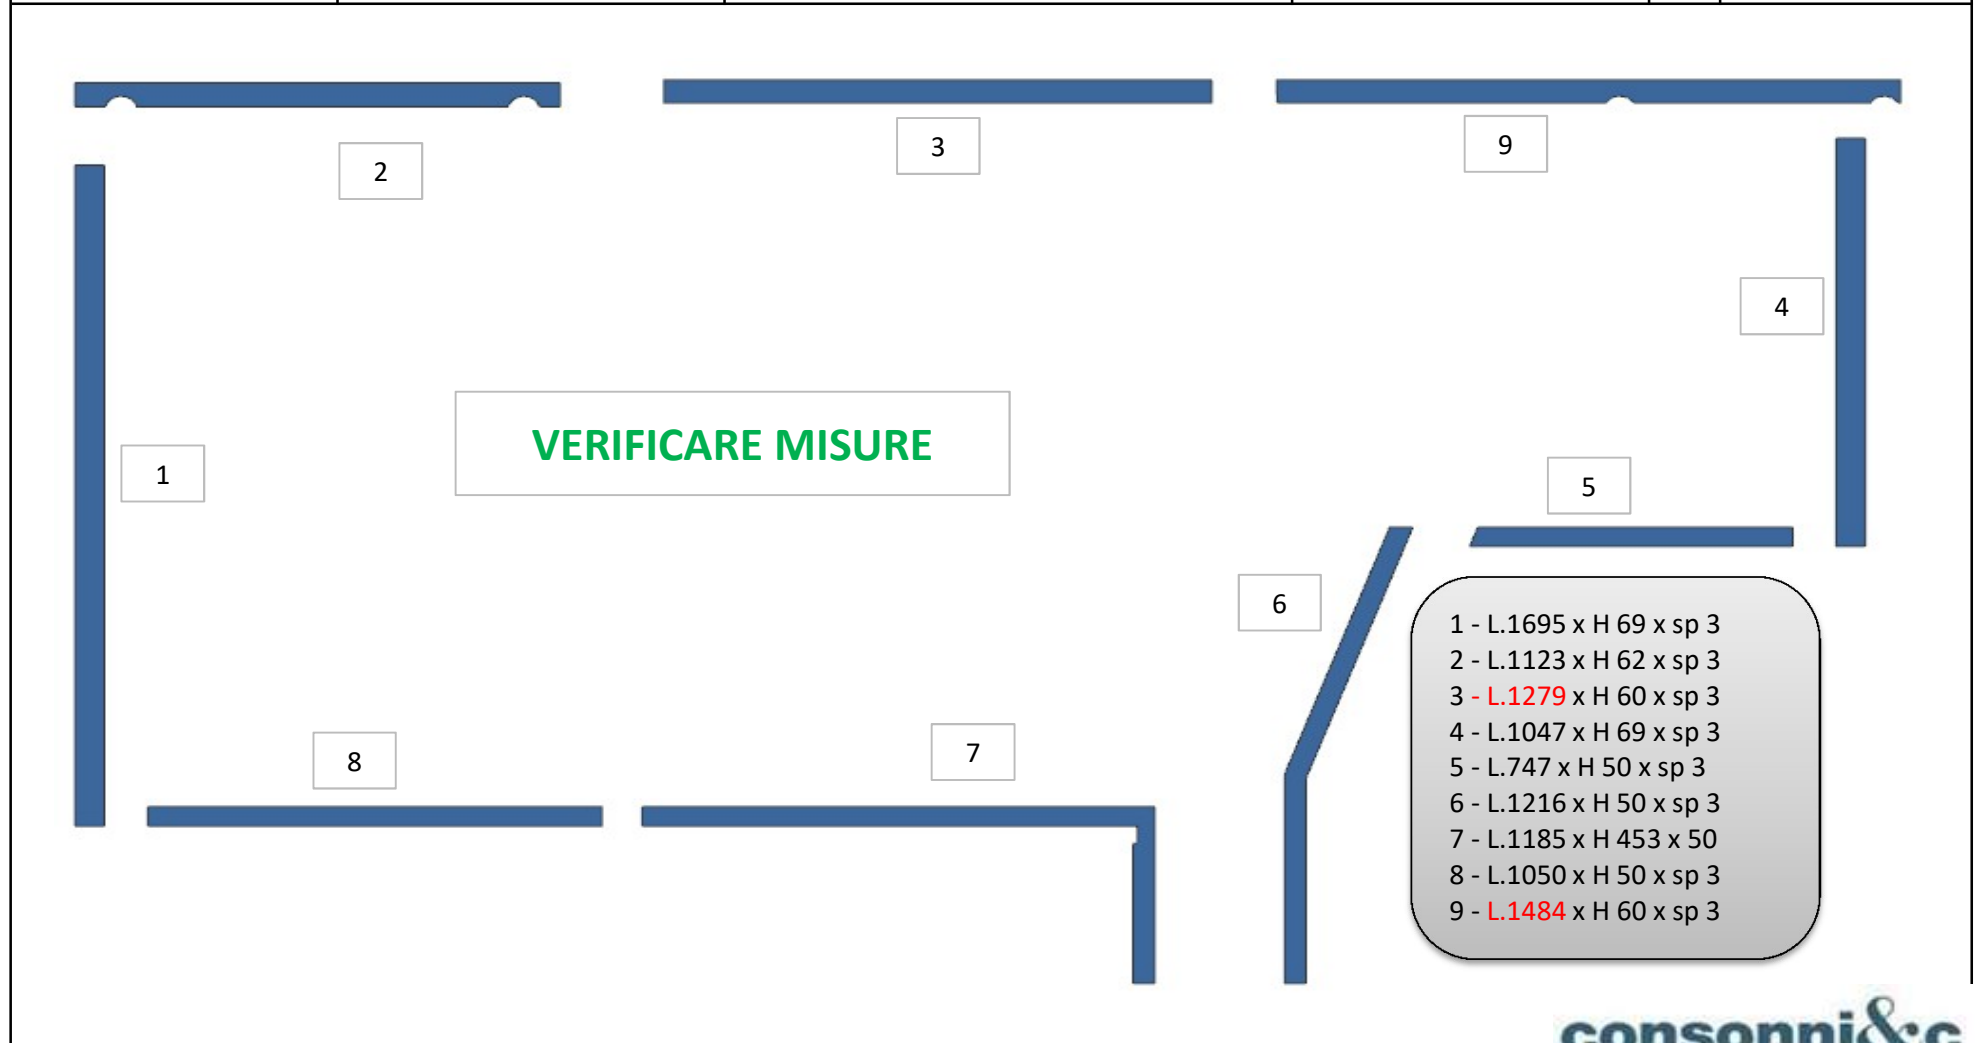 2
3
9
4
VERIFICARE MISURE
1
5
6
8
7
1 - L.1695 x H 69 x sp 3
2 - L.1123 x H 62 x sp 3
3 - L.1279 x H 60 x sp 3
4 - L.1047 x H 69 x sp 3
5 - L.747 x H 50 x sp 3
6 - L.1216 x H 50 x sp 3
7 - L.1185 x H 453 x 50
8 - L.1050 x H 50 x sp 3
9 - L.1484 x H 60 x sp 3
consonni&c